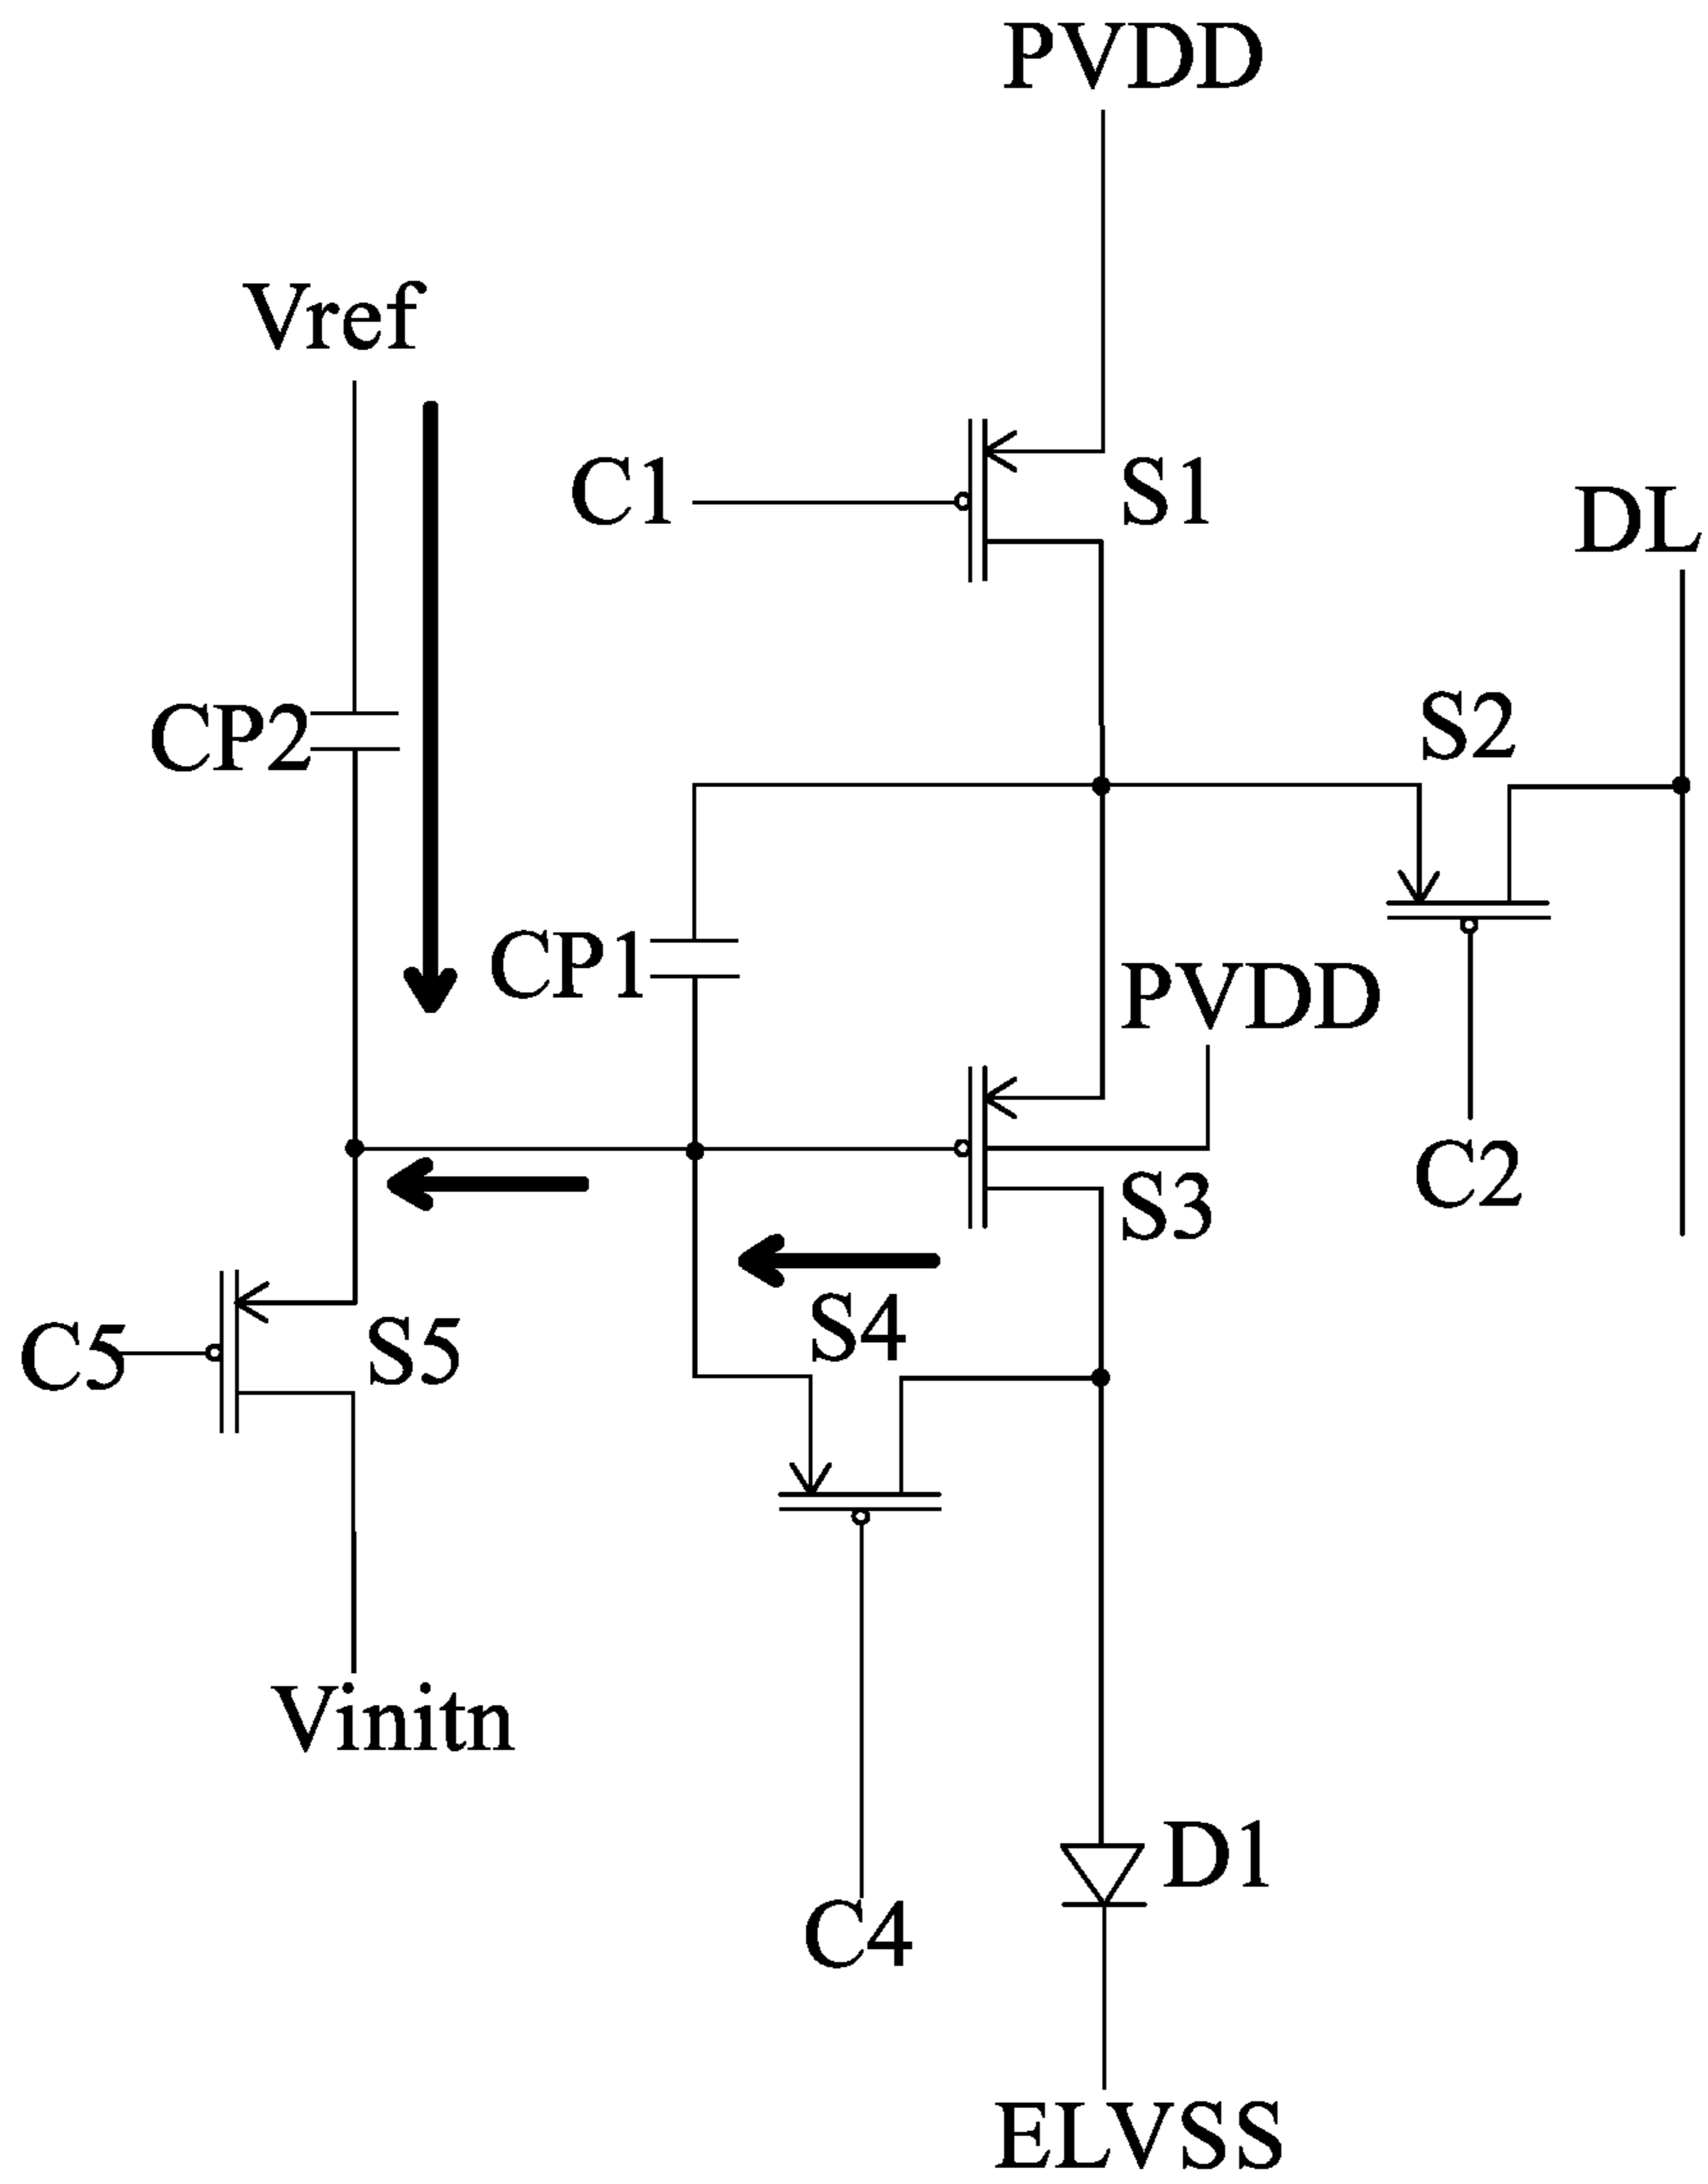 PVDD
Vref
C1
S1
DL
S2
CP2
CP1
PVDD
C2
S3
S4
C5
S5
Vinitn
D1
C4
ELVSS